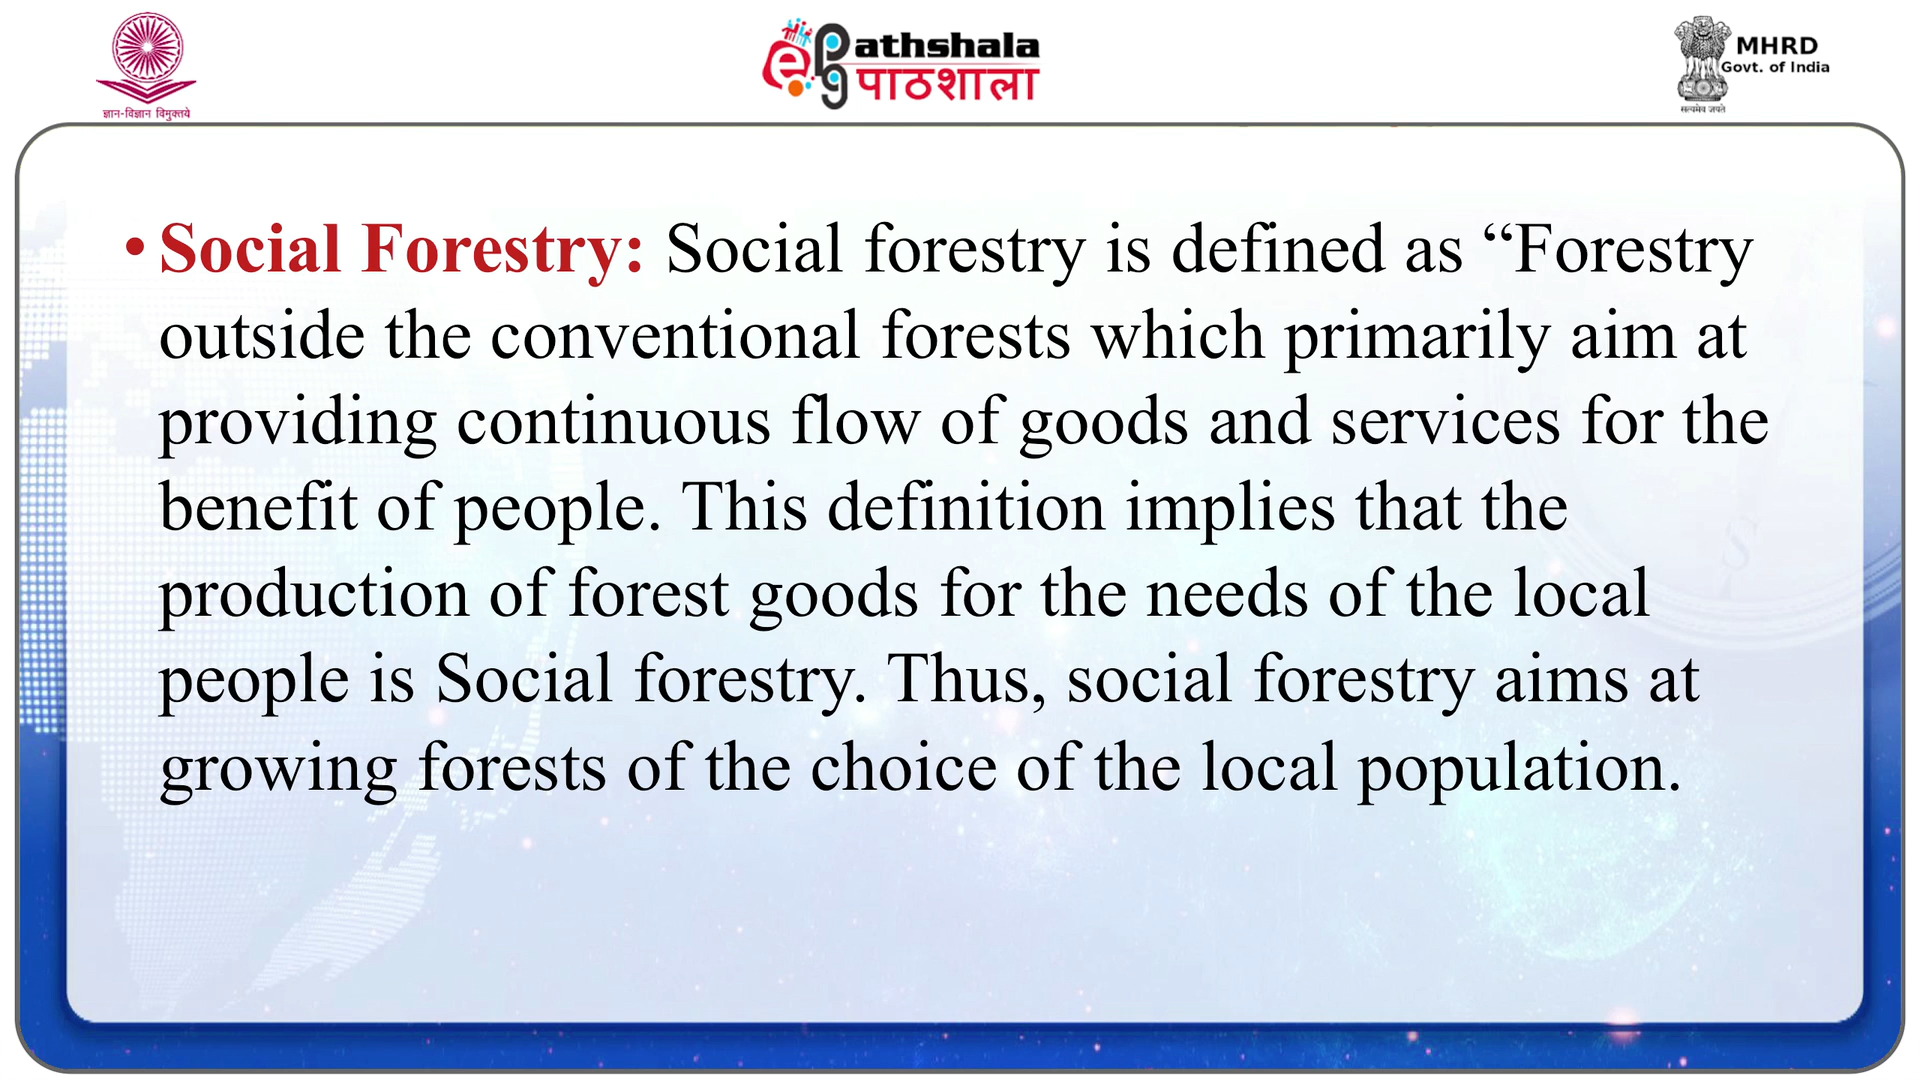 ज्ञान-विज्ञान विमुक्तये
epg
athshala
पाठशाला
MHRD
Govt. of India
सत्यमेव जयते
• Social Forestry: Social forestry is defined as “Forestry
outside the conventional forests which primarily aim at
providing continuous flow of goods and services for the
benefit of people. This definition implies that the
production of forest goods for the needs of the local
people is Social forestry. Thus, social forestry aims at
growing forests of the choice of the local population.